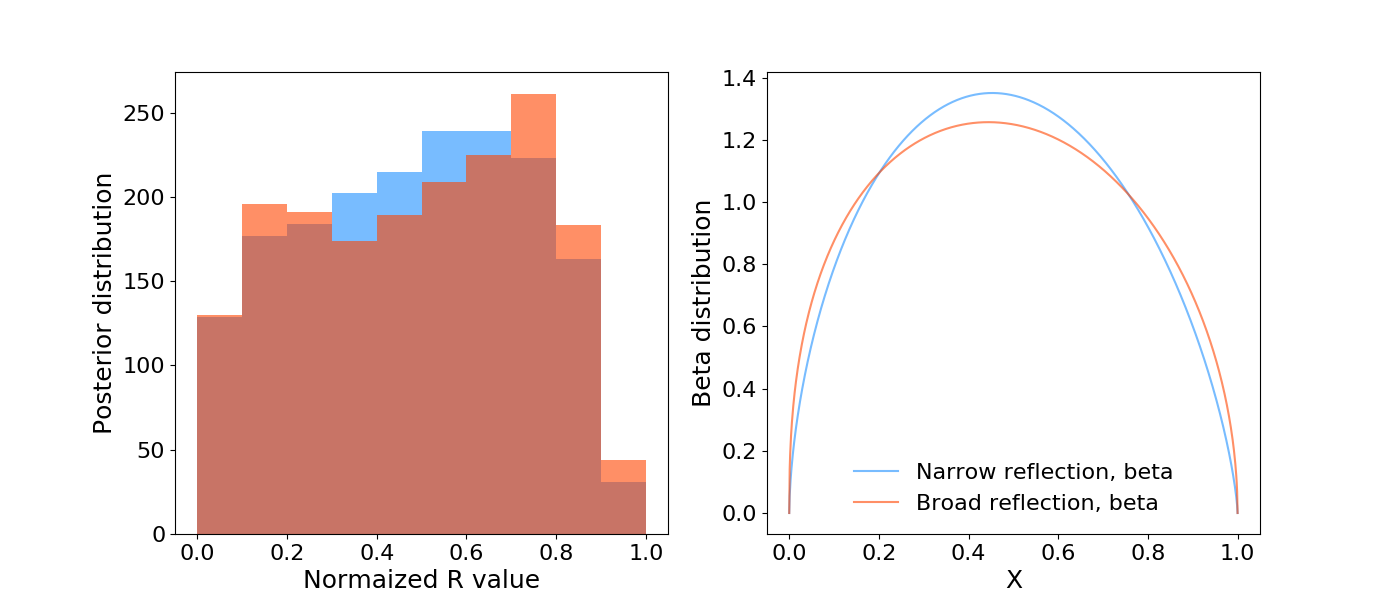 Posterior distribution
250
200
150
100
50
0
0.0 0.2 0.4 0.6 0.8 1.0
Normaized R value
Beta distribution
1.4
1.2
1.0
0.8
0.6
0.4
0.2
0.0
Narrow reflection, beta
Broad reflection, beta
0.0 0.2 0.4 0.6 0.8 1.0
X